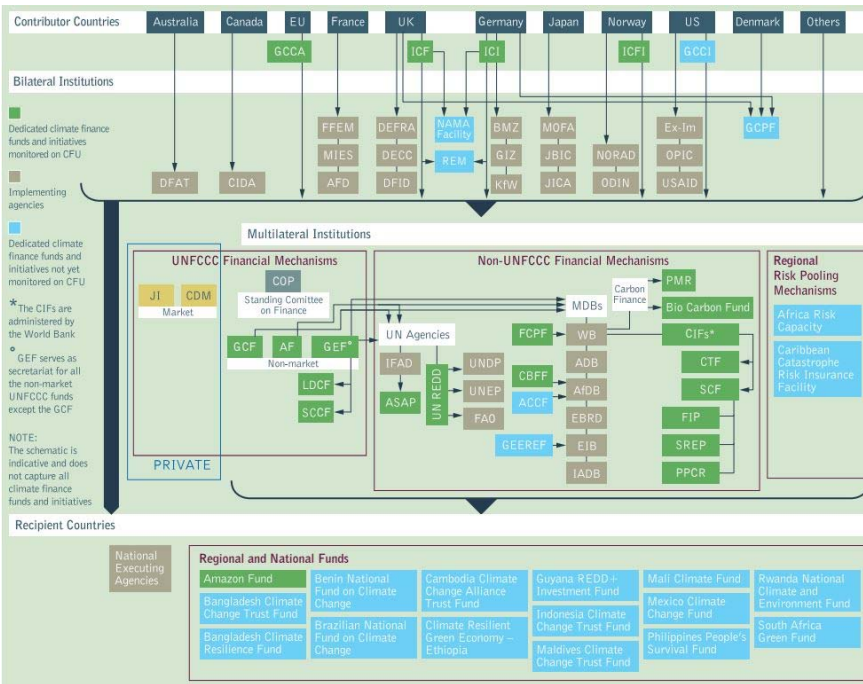 Contributor Countries
Australia
Canada
EU
France
UK
Germany
Japan
Norway
US
Denmark
Others
GCCA
ICF
ICI
ICFI
GCCI
Bilateral Institutions
Dedicated climate
finance
funds and initiatives
monitored on CFU
Implementing
agencies
Dedicated climate
finance funds and
initiatives not yet
monitored on CFU
*The CIFs are
administered by
the World Bank
° GEF serves as
secretariat for all
the non-market
UNFCCC funds
except the GCF
NOTE:
The schematic is
indicative and does
not capture all
climate finance
funds and initiatives
FFEM
MIES
AFD
DEFRA
DECC
DFID
NAMA
Facility
REM
BMZ
GIZ
KfW
MOFA
JBIC
JICA
NORAD
ODIN
Ex-Im
OPIC
USAID
GCPF
DFAT
CIDA
Multilateral Institutions
UNFCCC Financial Mechanisms
JI
CDM
Market
COP
Standing Comittee
on Finance
GCF
AF
GEF°
Non-market
LDCF
SCCF
PRIVATE
Non-UNFCCC Financial Mechanisms
UN Agencies
IFAD
ASAP
UN REDD
UNDP
UNEP
FAO
MDBs
Carbon
Finance
PMR
Bio Carbon Fund
FCPF
WB
CIFs*
ADB
CTF
CBFF
ACCF
AfDB
SCF
EBRD
FIP
GEEREF
EIB
SREP
IADB
PPCR
Regional
Risk Pooling
Mechanisms
Africa Risk
Capacity
Caribbean
Catastrophe
Risk Insurance
Facility
Recipient Countries
National
Executing
Agencies
Regional and National Funds
Amazon Fund
Bangladesh Climate
Change Trust Fund
Bangladesh Climate
Resilience Fund
Benin National
Fund on Climate
Change
Brazilian National
Fund on Climate
Change
Cambodia Climate
Change Alliance
Trust Fund
Climate Resilient
Green Economy –
Ethiopia
Guyana REDD+
Investment Fund
Indonesia Climate
Change Trust Fund
Maldives Climate
Change Trust Fund
Mali Climate Fund
Mexico Climate
Change Fund
Philippines People's
Survival Fund
Rwanda National
Climate and
Environment Fund
South Africa
Green Fund